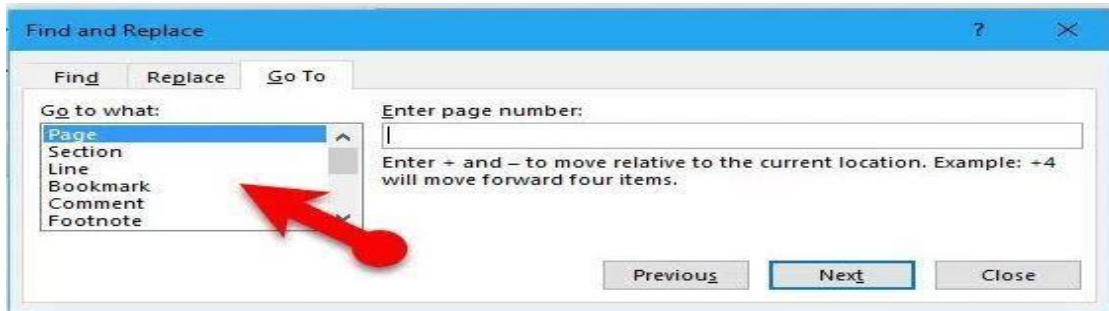 Find and Replace
Find Replace Go To
Go to what:
Page
Section
Line
Bookmark
Comment
Footnote
Enter page number:
Enter + and – to move relative to the current location. Example: +4
will move forward four items.
Previous Next Close